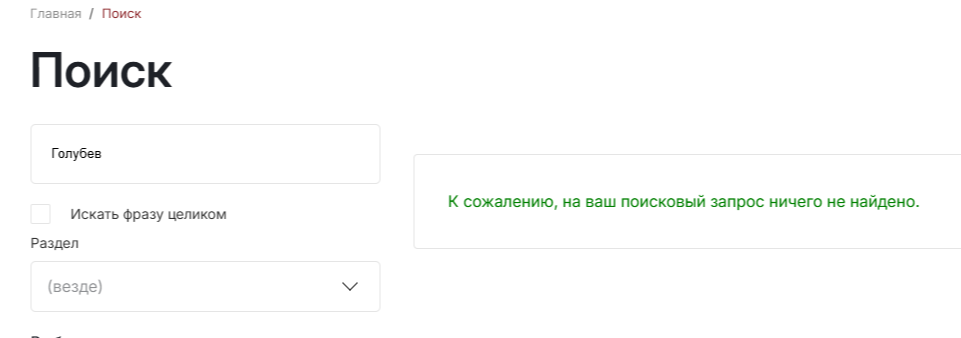 Главная / Поиск
Поиск
Голубев
К сожалению, на ваш поисковый запрос ничего не найдено.
Искать фразу целиком
Раздел
(везде)